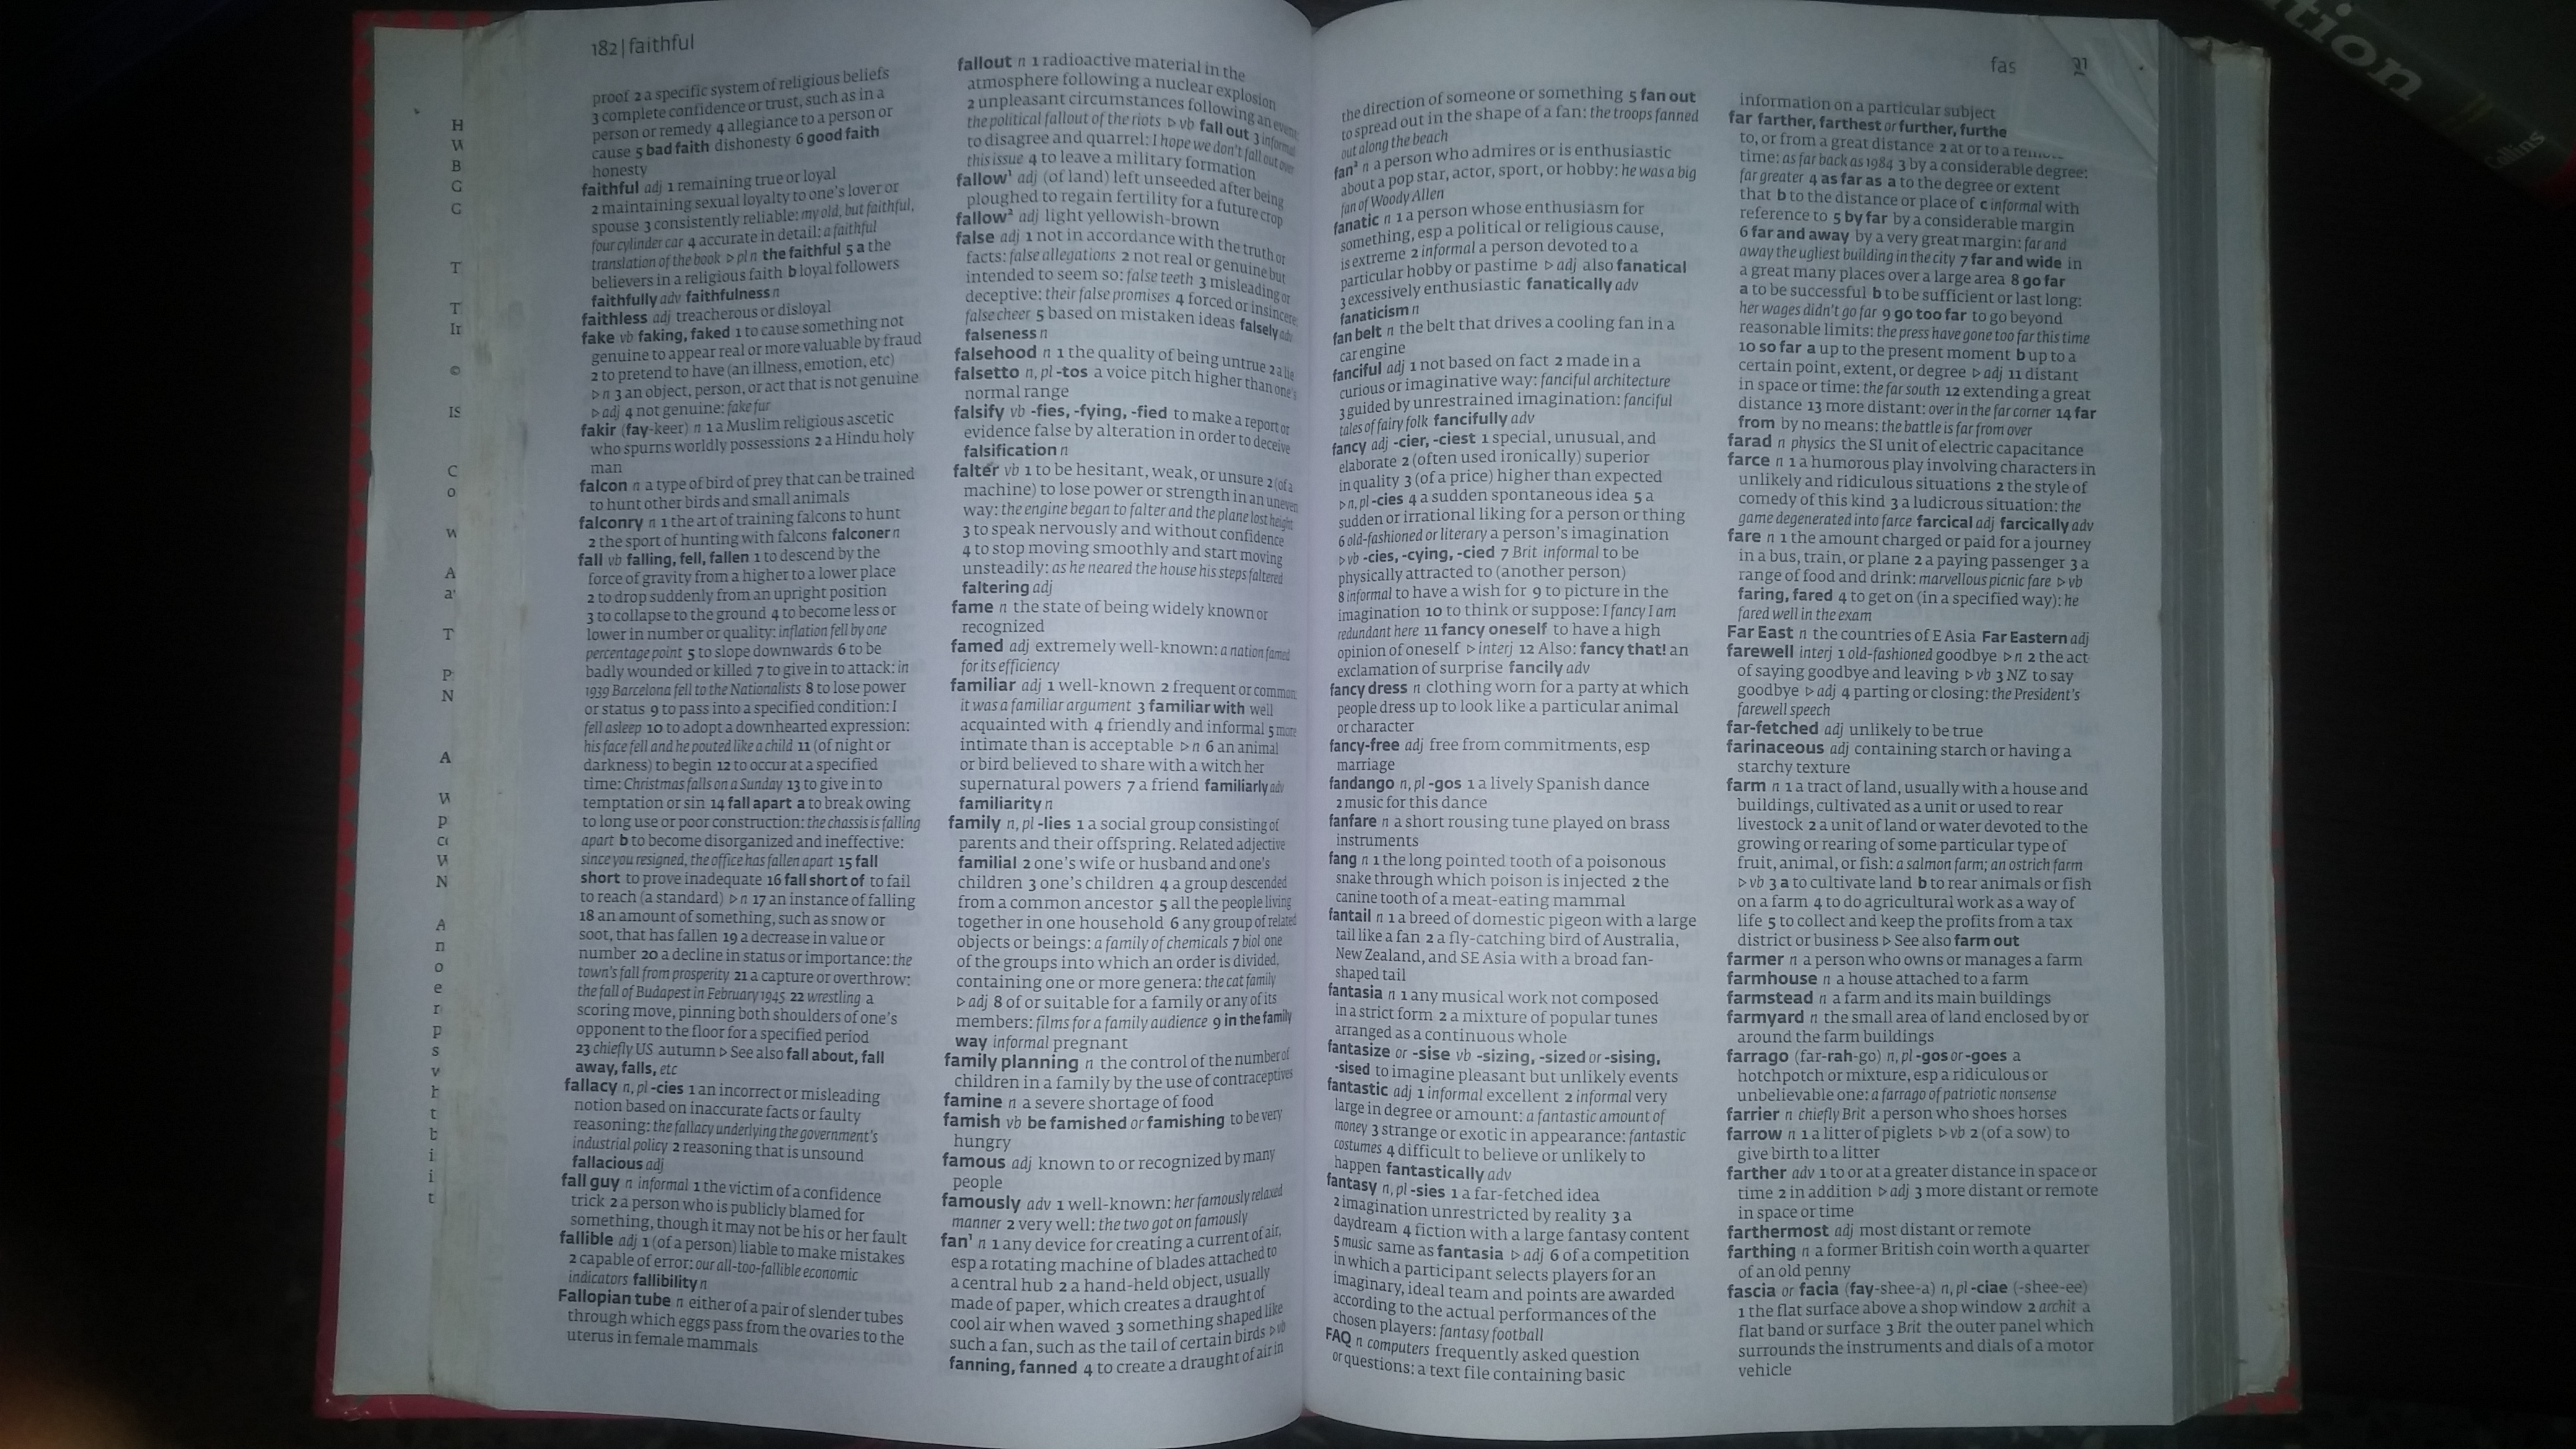 182 | faithful
proof 2 a specific system of religious beliefs
3 complete confidence or trust, such as in a
person or remedy 4 allegiance to a person or
cause 5 bad faith dishonesty 6 good faith
honesty
faithful adj 1 remaining true or loyal
2 maintaining sexual loyalty to one's lover or
spouse 3 consistently reliable: my old, but faithful,
four cylinder car 4 accurate in detail: a faithful
translation of the book ▷ pl n the faithful 5 a the
believers in a religious faith b loyal followers
faithfully adv faithfulness n
faithless adj treacherous or disloyal
fake vb faking, faked 1 to cause something not
genuine to appear real or more valuable by fraud
2 to pretend to have (an illness, emotion, etc)
▷ n 3 an object, person, or act that is not genuine
▷ adj 4 not genuine: fake fur
fakir (fay-keer) n 1 a Muslim religious ascetic
who spurns worldly possessions 2 a Hindu holy
man
falcon n a type of bird of prey that can be trained
to hunt other birds and small animals
falconry n 1 the art of training falcons to hunt
2 the sport of hunting with falcons falconer n
fall vb falling, fell, fallen 1 to descend by the
force of gravity from a higher to a lower place
2 to drop suddenly from an upright position
3 to collapse to the ground 4 to become less or
lower in number or quality: inflation fell by one
percentage point 5 to slope downwards 6 to be
badly wounded or killed 7 to give in to attack: in
1939 Barcelona fell to the Nationalists 8 to lose power
or status 9 to pass into a specified condition: I
fell asleep 10 to adopt a downhearted expression:
his face fell and he pouted like a child 11 (of night or
darkness) to begin 12 to occur at a specified
time: Christmas falls on a Sunday 13 to give in to
temptation or sin 14 fall apart a to break owing
to long use or poor construction: the chassis is falling
apart b to become disorganized and ineffective:
since you resigned, the office has fallen apart 15 fall
short to prove inadequate 16 fall short of to fail
to reach (a standard) ▷ n 17 an instance of falling
18 an amount of something, such as snow or
soot, that has fallen 19 a decrease in value or
number 20 a decline in status or importance: the
town's fall from prosperity 21 a capture or overthrow:
the fall of Budapest in February 1945 22 wrestling a
scoring move, pinning both shoulders of one's
opponent to the floor for a specified period
23 chiefly US autumn ▷ See also fall about, fall
away, falls, etc
fallacy n, pl -cies 1 an incorrect or misleading
notion based on inaccurate facts or faulty
reasoning: the fallacy underlying the government's
industrial policy 2 reasoning that is unsound
fallacious adj
fall guy n informal 1 the victim of a confidence
trick 2 a person who is publicly blamed for
something, though it may not be his or her fault
fallible adj 1 (of a person) liable to make mistakes
2 capable of error: our all-too-fallible economic
indicators fallibility n
Fallopian tube n either of a pair of slender tubes
through which eggs pass from the ovaries to the
uterus in female mammals
fallout n 1 radioactive material in the
atmosphere following a nuclear explosion
2 unpleasant circumstances following an event:
the political fallout of the riots ▷ vb fall out 3 informal
to disagree and quarrel: I hope we don't fall out over
this issue 4 to leave a military formation
fallow¹ adj (of land) left unseeded after being
ploughed to regain fertility for a future crop
fallow² adj light yellowish-brown
false adj 1 not in accordance with the truth or
facts: false allegations 2 not real or genuine but
intended to seem so: false teeth 3 misleading or
deceptive: their false promises 4 forced or insincere:
false cheer 5 based on mistaken ideas falsely adv
falseness n
falsehood n 1 the quality of being untrue 2 a lie
falsetto n, pl -tos a voice pitch higher than one's
normal range
falsify vb -fies, -fying, -fied to make a report or
evidence false by alteration in order to deceive
falsification n
falter vb 1 to be hesitant, weak, or unsure 2 (of a
machine) to lose power or strength in an uneven
way: the engine began to falter and the plane lost height
3 to speak nervously and without confidence
4 to stop moving smoothly and start moving
unsteadily: as he neared the house his steps faltered
faltering adj
fame n the state of being widely known or
recognized
famed adj extremely well-known: a nation famed
for its efficiency
familiar adj 1 well-known 2 frequent or common:
it was a familiar argument 3 familiar with well
acquainted with 4 friendly and informal 5 more
intimate than is acceptable ▷ n 6 an animal
or bird believed to share with a witch her
supernatural powers 7 a friend familiarly adv
familiarity n
family n, pl -lies 1 a social group consisting of
parents and their offspring. Related adjective
familial 2 one's wife or husband and one's
children 3 one's children 4 a group descended
from a common ancestor 5 all the people living
together in one household 6 any group of related
objects or beings: a family of chemicals 7 biol one
of the groups into which an order is divided,
containing one or more genera: the cat family
▷ adj 8 of or suitable for a family or any of its
members: films for a family audience 9 in the family
way informal pregnant
family planning n the control of the number of
children in a family by the use of contraceptives
famine n a severe shortage of food
famish vb be famished or famishing to be very
hungry
famous adj known to or recognized by many
people
famously adv 1 well-known: her famously relaxed
manner 2 very well: the two got on famously
fan¹ n 1 any device for creating a current of air,
esp a rotating machine of blades attached to
a central hub 2 a hand-held object, usually
made of paper, which creates a draught of
cool air when waved 3 something shaped like
such a fan, such as the tail of certain birds ▷ vb
fanning, fanned 4 to create a draught of air in
fas
the direction of someone or something 5 fan out
to spread out in the shape of a fan: the troops fanned
out along the beach
fan² n a person who admires or is enthusiastic
about a pop star, actor, sport, or hobby: he was a big
fan of Woody Allen
fanatic n 1 a person whose enthusiasm for
something, esp a political or religious cause,
is extreme 2 informal a person devoted to a
particular hobby or pastime ▷ adj also fanatical
3 excessively enthusiastic fanatically adv
fanaticism n
fan belt n the belt that drives a cooling fan in a
car engine
fanciful adj 1 not based on fact 2 made in a
curious or imaginative way: fanciful architecture
3 guided by unrestrained imagination: fanciful
tales of fairy folk fancifully adv
fancy adj -cier, -ciest 1 special, unusual, and
elaborate 2 (often used ironically) superior
in quality 3 (of a price) higher than expected
▷ n, pl -cies 4 a sudden spontaneous idea 5 a
sudden or irrational liking for a person or thing
6 old-fashioned or literary a person's imagination
▷ vb -cies, -cying, -cied 7 Brit informal to be
physically attracted to (another person)
8 informal to have a wish for 9 to picture in the
imagination 10 to think or suppose: I fancy I am
redundant here 11 fancy oneself to have a high
opinion of oneself ▷ interj 12 Also: fancy that! an
exclamation of surprise fancily adv
fancy dress n clothing worn for a party at which
people dress up to look like a particular animal
or character
fancy-free adj free from commitments, esp
marriage
fandango n, pl -gos 1 a lively Spanish dance
2 music for this dance
fanfare n a short rousing tune played on brass
instruments
fang n 1 the long pointed tooth of a poisonous
snake through which poison is injected 2 the
canine tooth of a meat-eating mammal
fantail n 1 a breed of domestic pigeon with a large
tail like a fan 2 a fly-catching bird of Australia,
New Zealand, and SE Asia with a broad fan-
shaped tail
fantasia n 1 any musical work not composed
in a strict form 2 a mixture of popular tunes
arranged as a continuous whole
fantasize or -sise vb -sizing, -sized or -sising,
-sised to imagine pleasant but unlikely events
fantastic adj 1 informal excellent 2 informal very
large in degree or amount: a fantastic amount of
money 3 strange or exotic in appearance: fantastic
costumes 4 difficult to believe or unlikely to
happen fantastically adv
fantasy n, pl -sies 1 a far-fetched idea
2 imagination unrestricted by reality 3 a
daydream 4 fiction with a large fantasy content
5 music same as fantasia ▷ adj 6 of a competition
in which a participant selects players for an
imaginary, ideal team and points are awarded
according to the actual performances of the
chosen players: fantasy football
FAQ n computers frequently asked question
or questions: a text file containing basic
information on a particular subject
far farther, farthest or further, furthe
to, or from a great distance 2 at or to a
time: as far back as 1984 3 by a considerable degree:
far greater 4 as far as a to the degree or extent
that b to the distance or place of c informal with
reference to 5 by far by a considerable margin
6 far and away by a very great margin: far and
away the ugliest building in the city 7 far and wide in
a great many places over a large area 8 go far
a to be successful b to be sufficient or last long:
her wages didn't go far 9 go too far to go beyond
reasonable limits: the press have gone too far this time
10 so far a up to the present moment b up to a
certain point, extent, or degree ▷ adj 11 distant
in space or time: the far south 12 extending a great
distance 13 more distant: over in the far corner 14 far
from by no means: the battle is far from over
farad n physics the SI unit of electric capacitance
farce n 1 a humorous play involving characters in
unlikely and ridiculous situations 2 the style of
comedy of this kind 3 a ludicrous situation: the
game degenerated into farce farcical adj farcically adv
fare n 1 the amount charged or paid for a journey
in a bus, train, or plane 2 a paying passenger 3 a
range of food and drink: marvellous picnic fare ▷ vb
faring, fared 4 to get on (in a specified way): he
fared well in the exam
Far East n the countries of E Asia Far Eastern adj
farewell interj 1 old-fashioned goodbye ▷ n 2 the act
of saying goodbye and leaving ▷ vb 3 NZ to say
goodbye ▷ adj 4 parting or closing: the President's
farewell speech
far-fetched adj unlikely to be true
farinaceous adj containing starch or having a
starchy texture
farm n 1 a tract of land, usually with a house and
buildings, cultivated as a unit or used to rear
livestock 2 a unit of land or water devoted to the
growing or rearing of some particular type of
fruit, animal, or fish: a salmon farm; an ostrich farm
▷ vb 3 a to cultivate land b to rear animals or fish
on a farm 4 to do agricultural work as a way of
life 5 to collect and keep the profits from a tax
district or business ▷ See also farm out
farmer n a person who owns or manages a farm
farmhouse n a house attached to a farm
farmstead n a farm and its main buildings
farmyard n the small area of land enclosed by or
around the farm buildings
farrago (far-rah-go) n, pl -gos or -goes a
hotchpotch or mixture, esp a ridiculous or
unbelievable one: a farrago of patriotic nonsense
farrier n chiefly Brit a person who shoes horses
farrow n 1 a litter of piglets ▷ vb 2 (of a sow) to
give birth to a litter
farther adv 1 to or at a greater distance in space or
time 2 in addition ▷ adj 3 more distant or remote
in space or time
farthermost adj most distant or remote
farthing n a former British coin worth a quarter
of an old penny
fascia or facia (fay-shee-a) n, pl -ciae (-shee-ee)
1 the flat surface above a shop window 2 archit a
flat band or surface 3 Brit the outer panel which
surrounds the instruments and dials of a motor
vehicle
ition
Collins